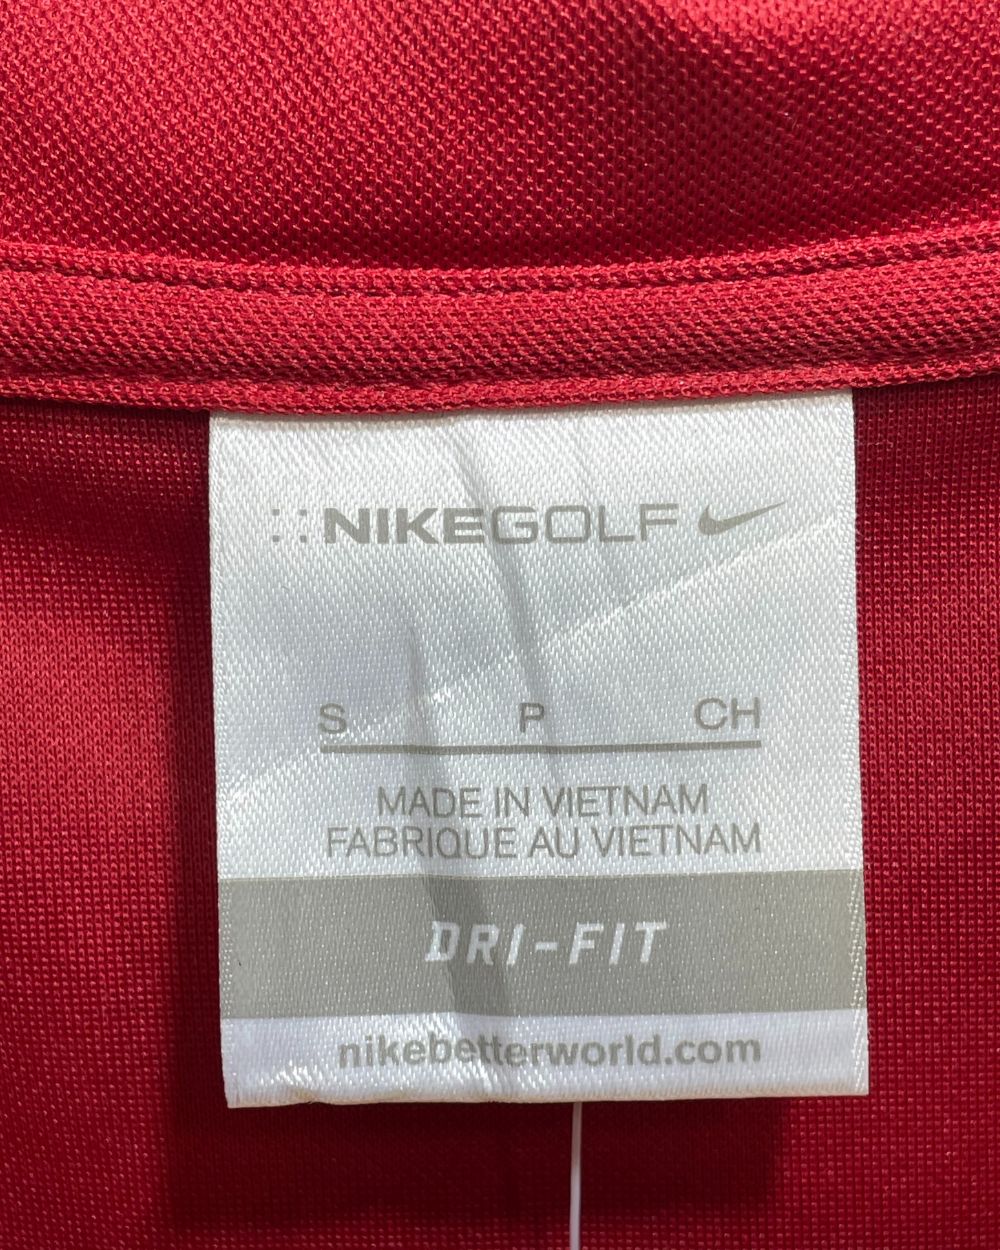 NIKEGOLF
S P CH
MADE IN VIETNAM
FABRIQUE AU VIETNAM
DRI-FIT
nikebetterworld.com